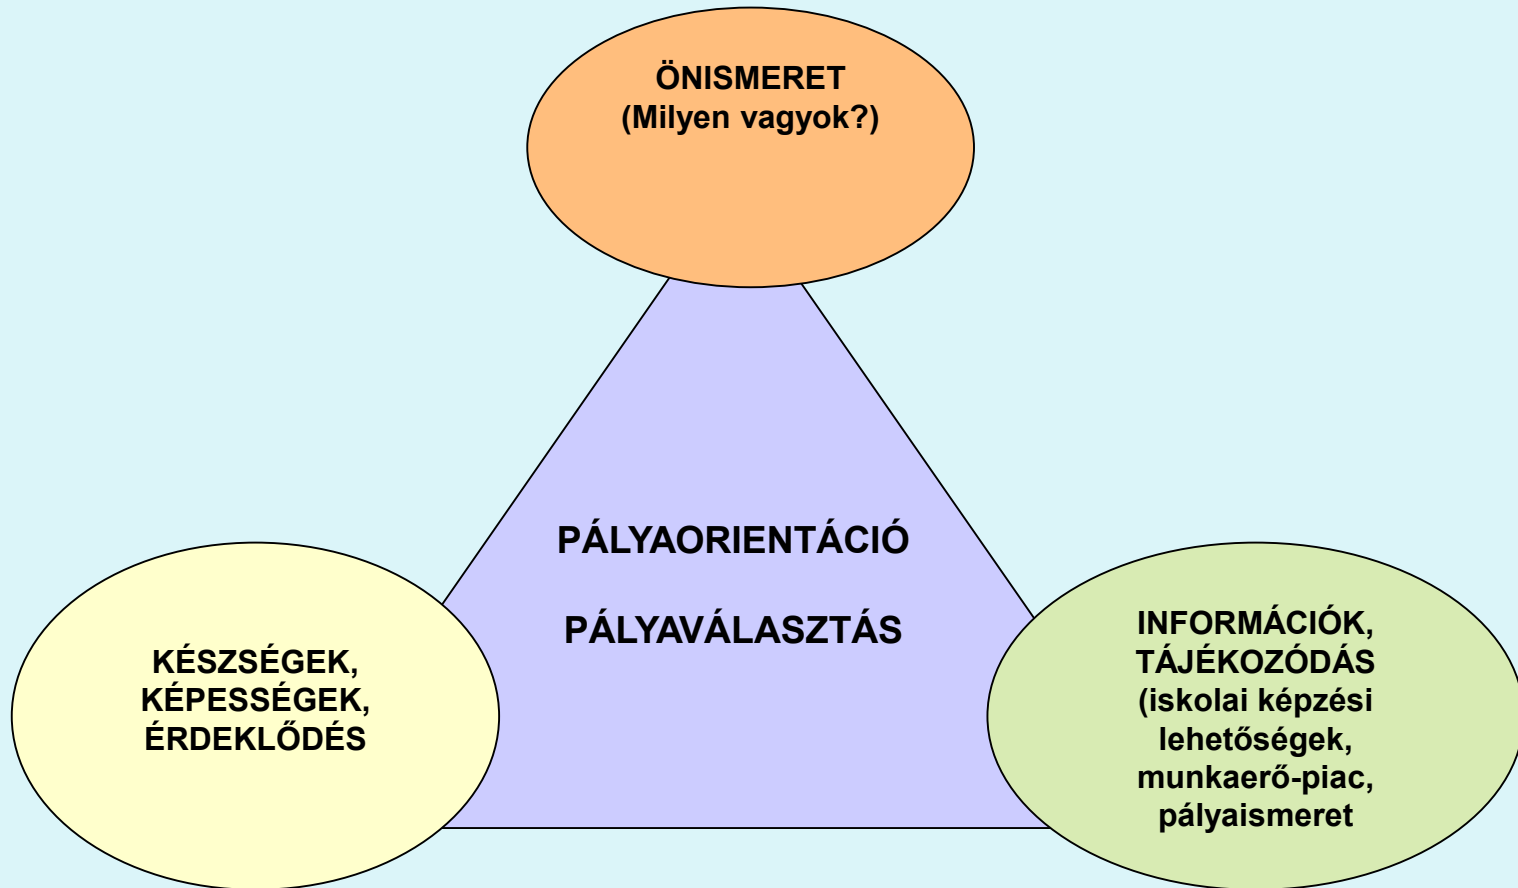 ÖNISMERET
(Milyen vagyok?)
PÁLYAORIENTÁCIÓ
PÁLYAVÁLASZTÁS
KÉSZSÉGEK,
KÉPESSÉGEK,
ÉRDEKLŐDÉS
INFORMÁCIÓK,
TÁJÉKOZÓDÁS
(iskolai képzési
lehetőségek,
munkaerő-piac,
pályaismeret